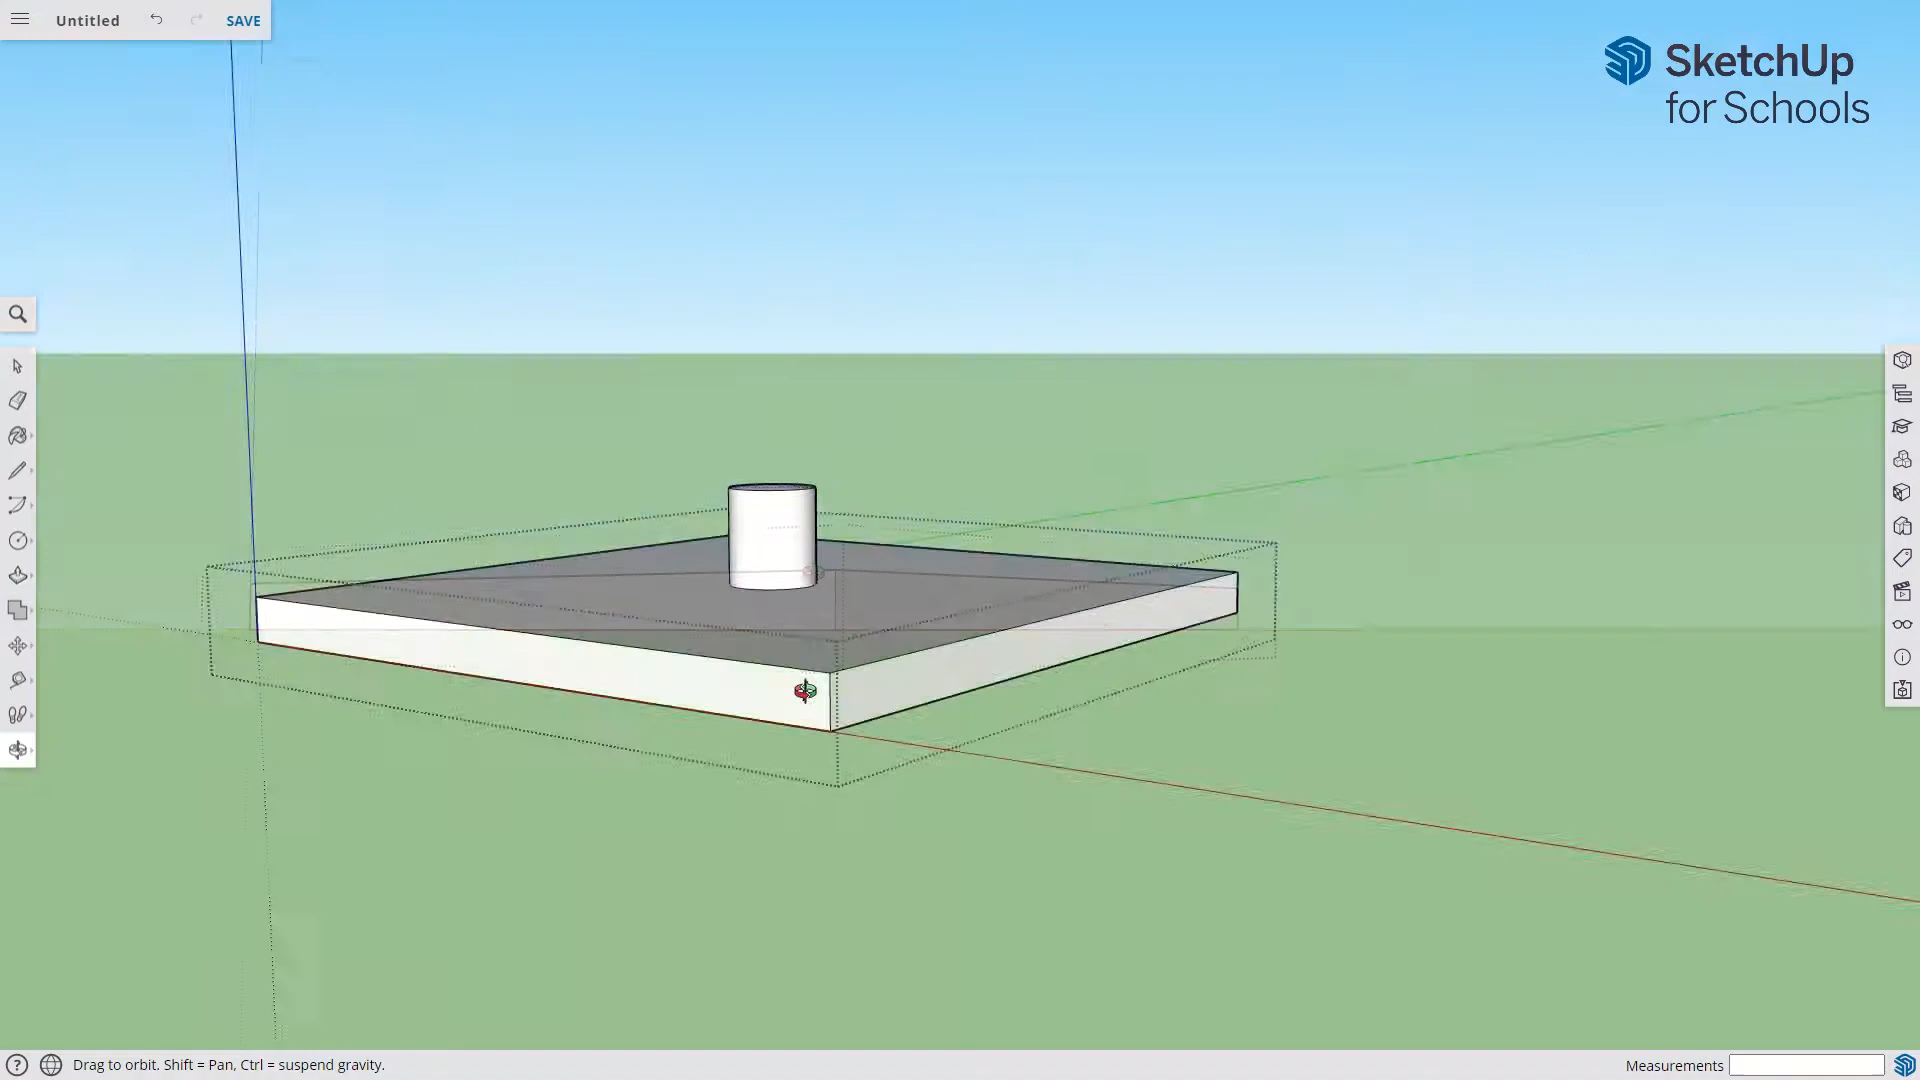 Untitled
SAVE
SketchUp
for Schools
Drag to orbit. Shift = Pan, Ctrl = suspend gravity.
Measurements